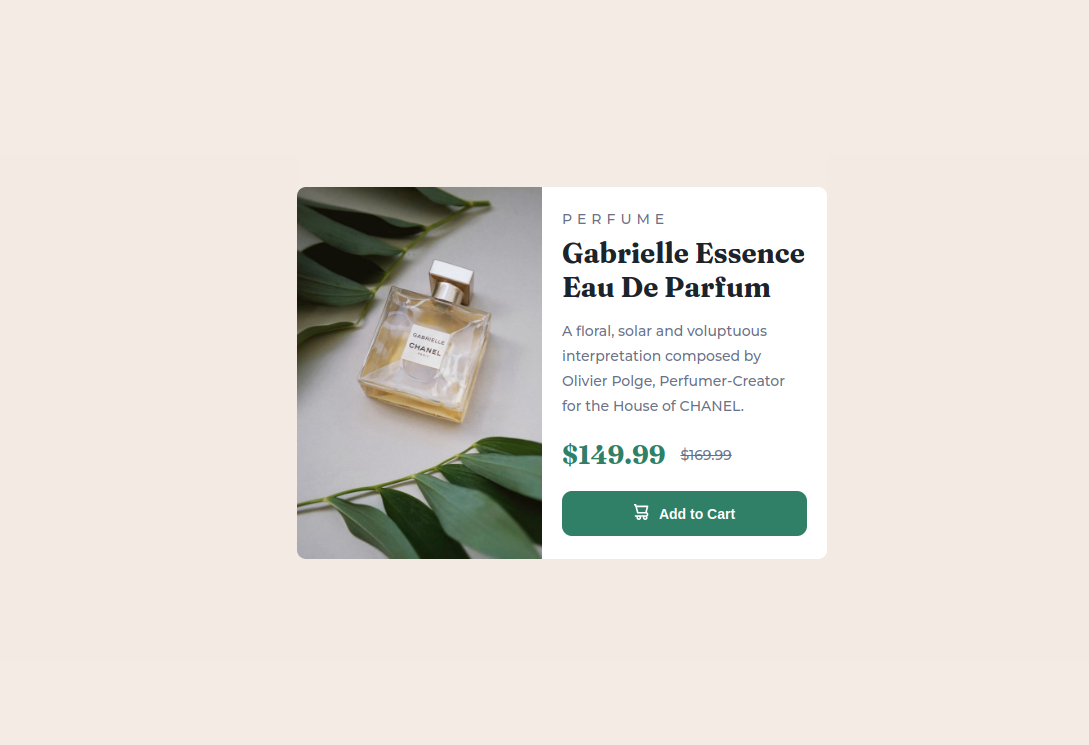 GABRIELLE
CHANEL
PARIS
PERFUME
Gabrielle Essence
Eau De Parfum
A floral, solar and voluptuous
interpretation composed by
Olivier Polge, Perfumer-Creator
for the House of CHANEL.
$149.99 $169.99
Add to Cart